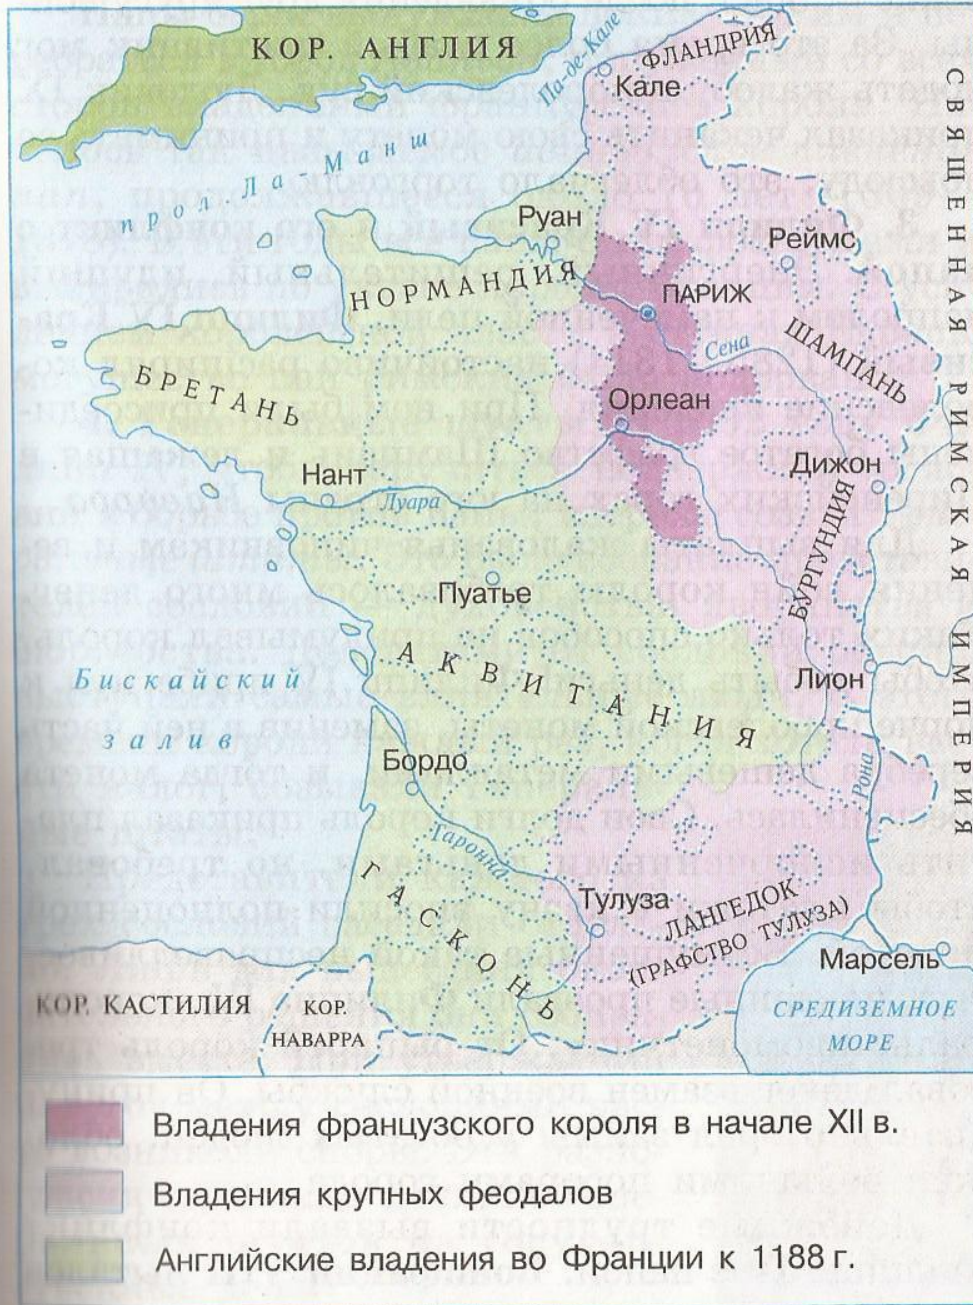 КОР. АНГЛИЯ
Па-де-Кале
ФЛАНДРИЯ
Кале
прол. Ла-Манш
Руан
Реймс
НОРМАНДИЯ
ПАРИЖ
Сена
ШАМПАНЬ
БРЕТАНЬ
Орлеан
Нант
Луара
Дижон
БУРГУНДИЯ
СВЯЩЕННАЯ РИМСКАЯ ИМПЕРИЯ
Пуатье
АКВИТАНИЯ
Лион
Бискайский
залив
Бордо
Рона
Гаронна
ГАСКОНЬ
Тулуза
ЛАНГЕДОК
(ГРАФСТВО ТУЛУЗА)
Марсель
КОР. КАСТИЛИЯ
КОР.
НАВАРРА
СРЕДИЗЕМНОЕ
МОРЕ
Владения французского короля в начале XII в.
Владения крупных феодалов
Английские владения во Франции к 1188 г.